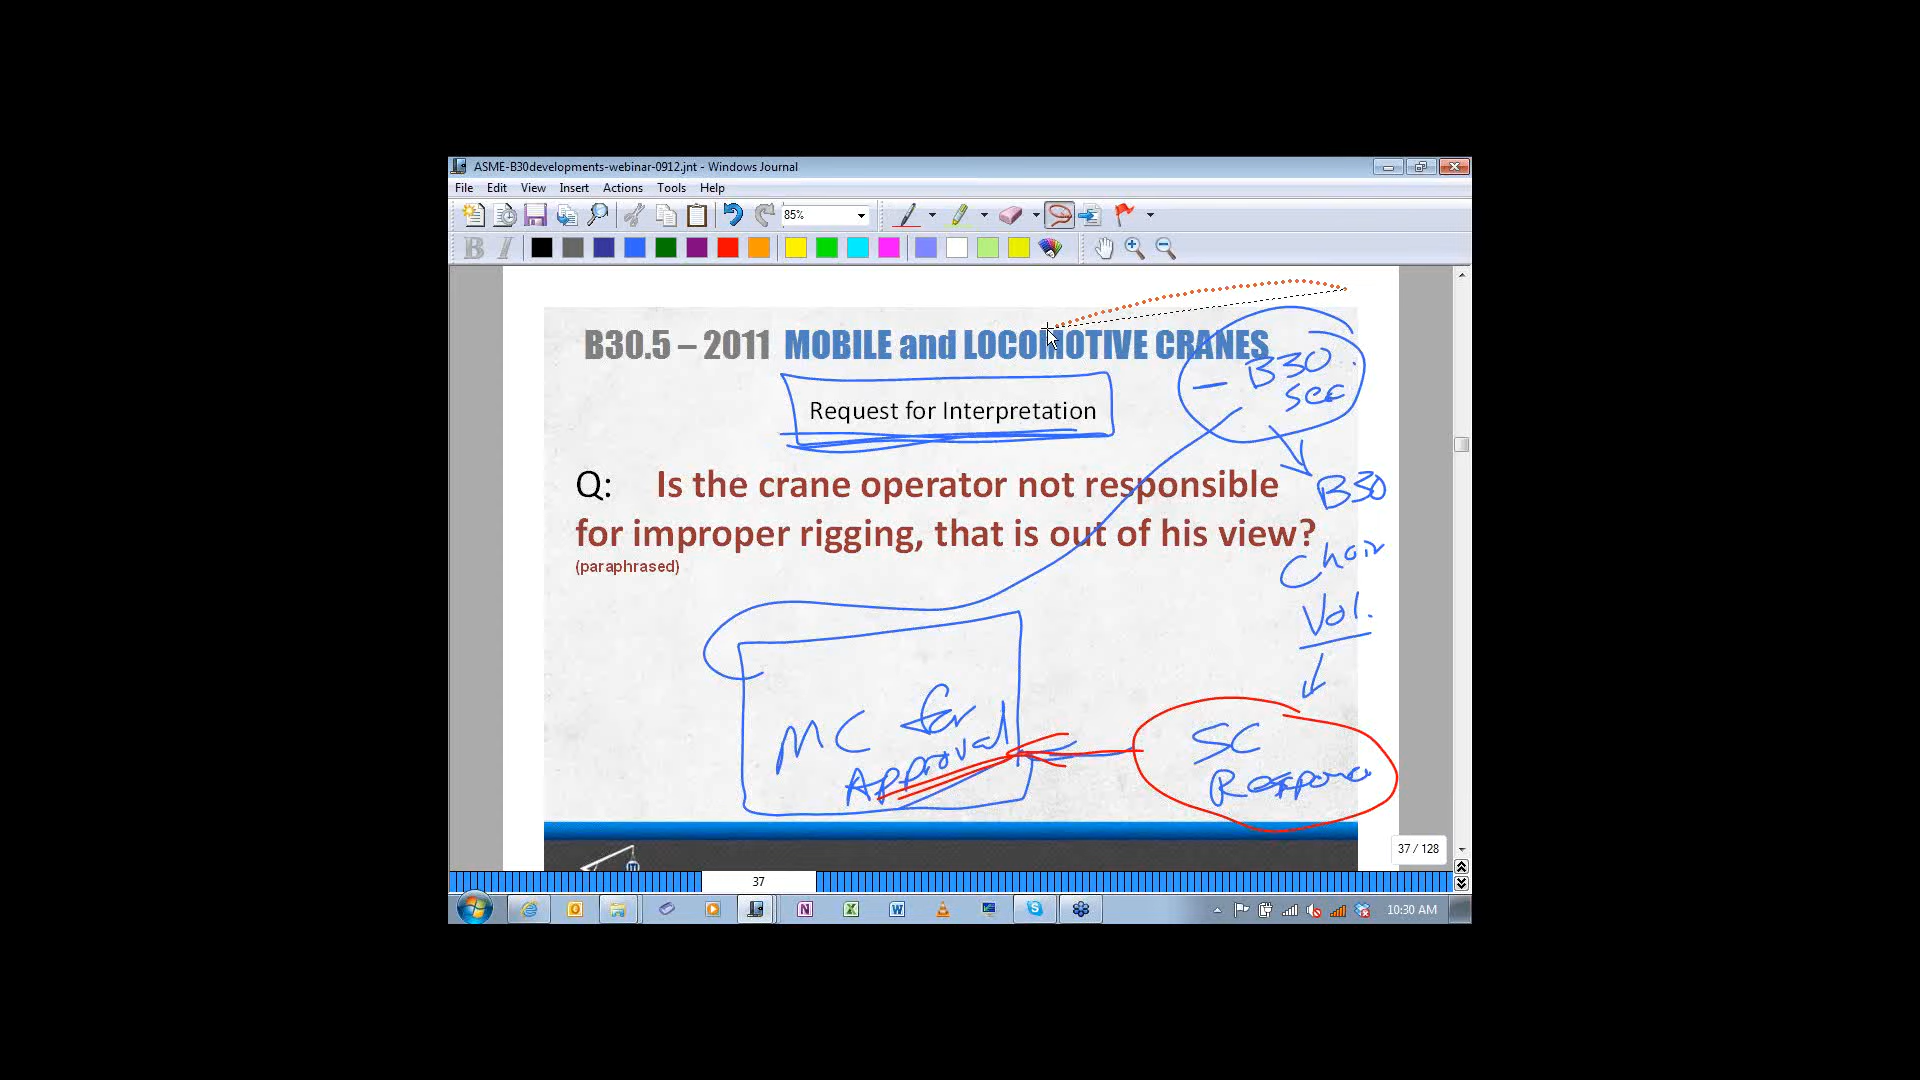 ASME-B30developments-webinar-0912.jnt - Windows Journal
File Edit View Insert Actions Tools Help
85%
B I
B30.5 – 2011 MOBILE and LOCOMOTIVE CRANES
– B30
Sec
Request for Interpretation
Q: Is the crane operator not responsible
B30
for improper rigging, that is out of his view?
(paraphrased)
Chair
Vol.
MC for
Approval
SC
37 / 128
37
10:30 AM